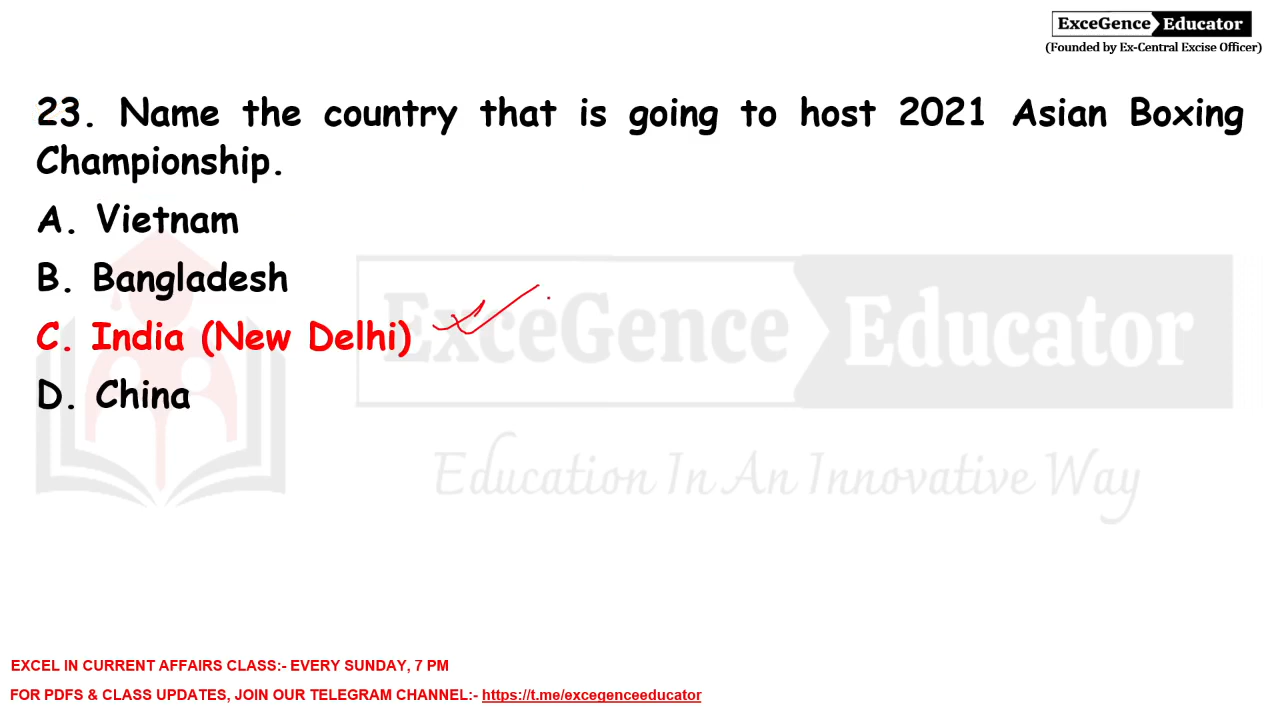 ExceGence Educator
(Founded by Ex-Central Excise Officer)
23. Name the country that is going to host 2021 Asian Boxing
Championship.
A. Vietnam
B. Bangladesh
C. India (New Delhi)
D. China
ExceGence Educator
Education In An Innovative Way
EXCEL IN CURRENT AFFAIRS CLASS:- EVERY SUNDAY, 7 PM
FOR PDFS & CLASS UPDATES, JOIN OUR TELEGRAM CHANNEL:- https://t.me/excegenceeducator